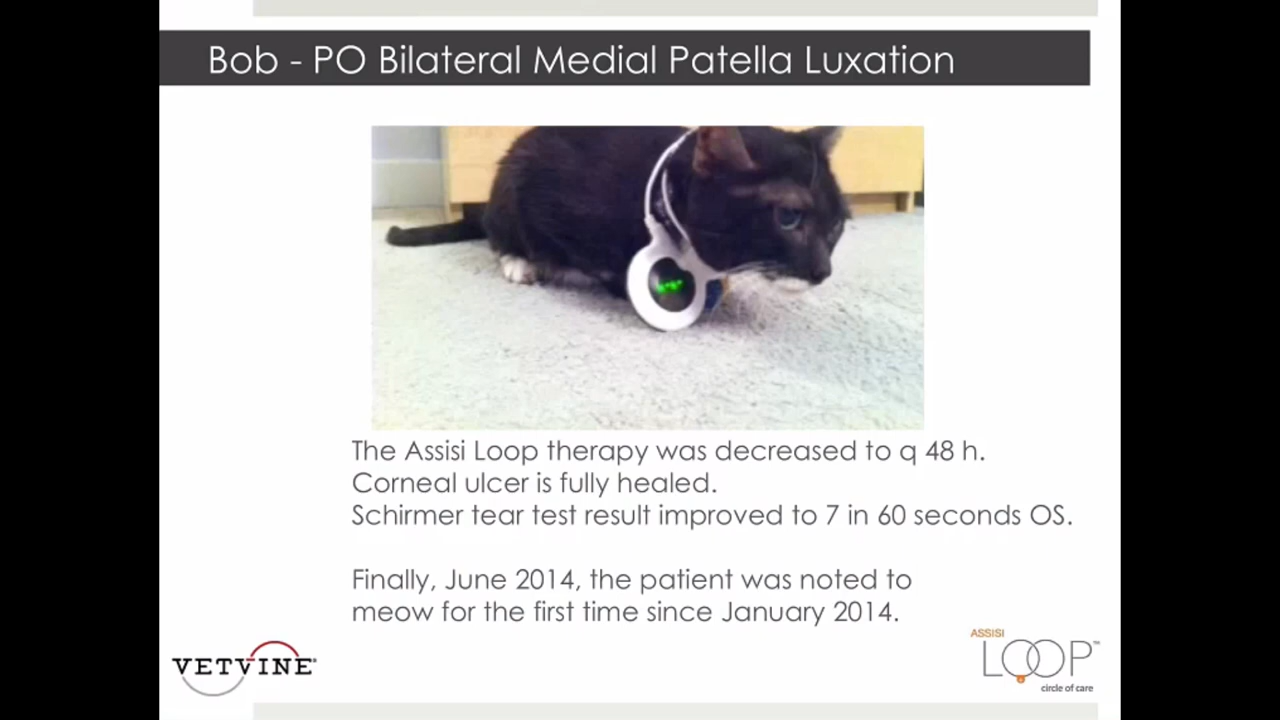 Bob - PO Bilateral Medial Patella Luxation
The Assisi Loop therapy was decreased to q 48 h.
Corneal ulcer is fully healed.
Schirmer tear test result improved to 7 in 60 seconds OS.
Finally, June 2014, the patient was noted to
meow for the first time since January 2014.
VETVINE®
ASSISI
LOOP™
circle of care